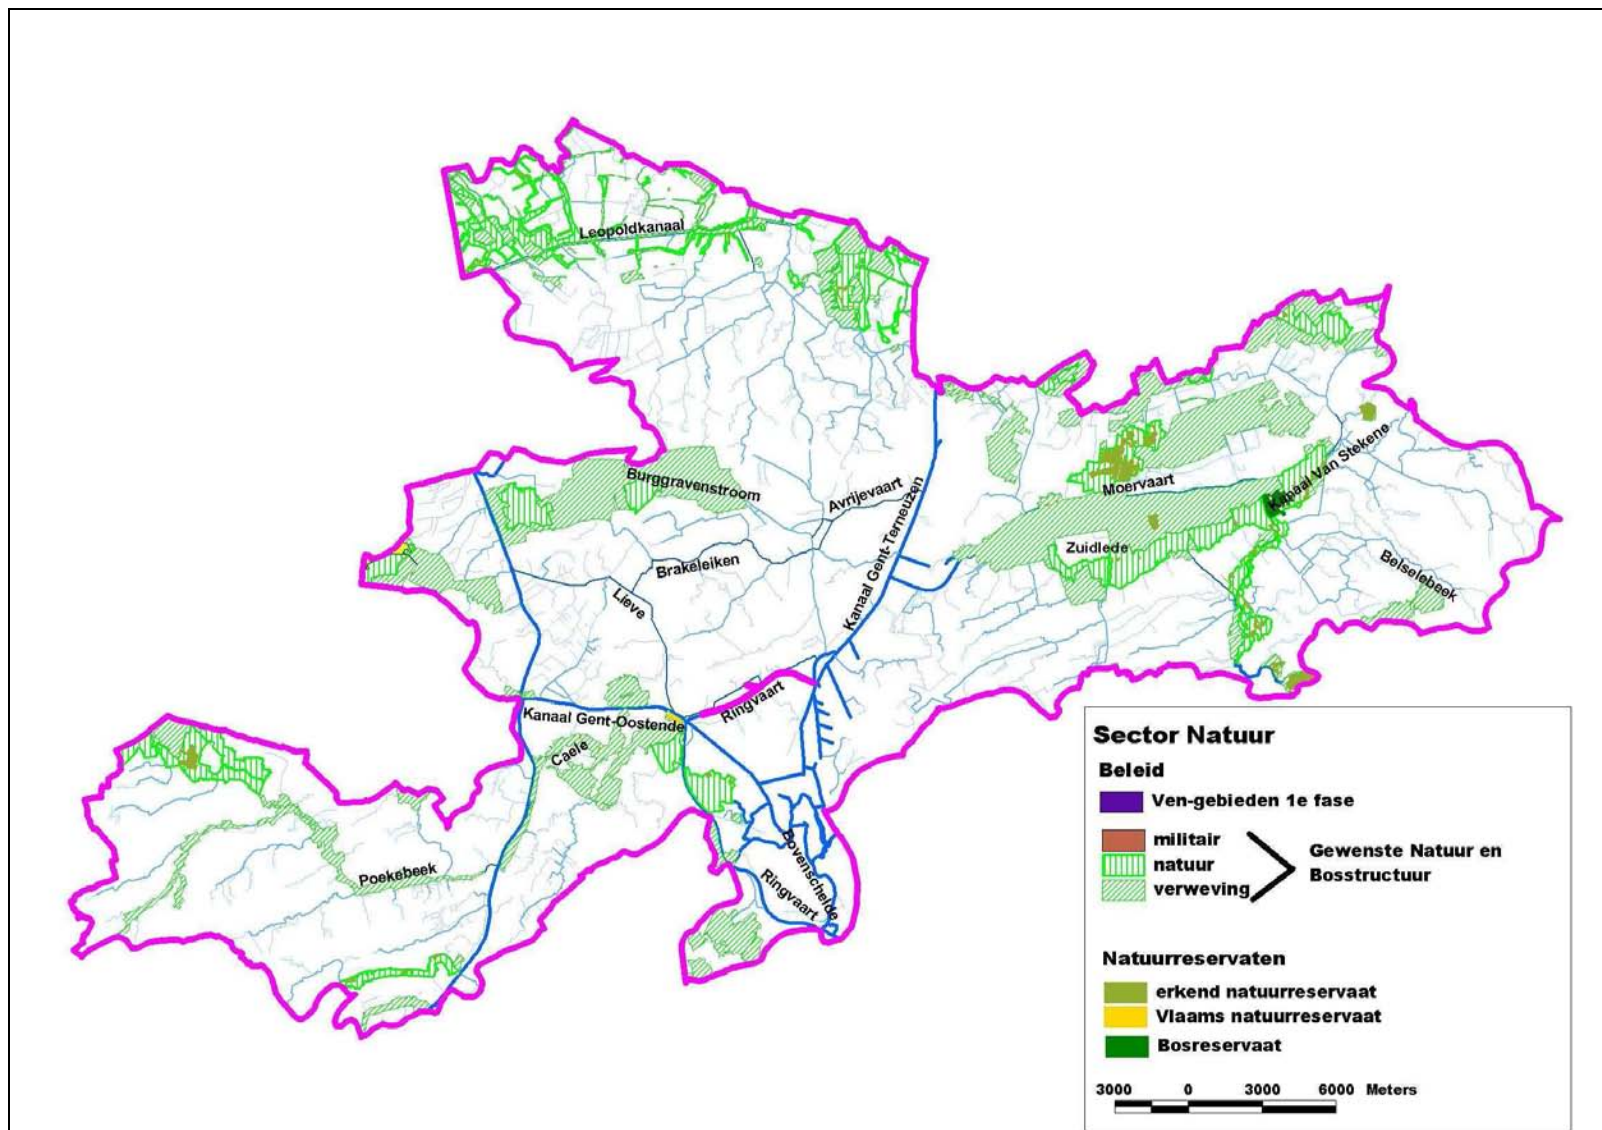 Leopoldkanaal
Burggravenstroom
Avrijevaart
Kanaal Gent-Terneuzen
Moervaart
Kanaal Van Stekene
Zuidlede
Brakeleiken
Belselebeek
Lieve
Ringvaart
Kanaal Gent-Oostende
Caele
Poekebeek
Bovenschelde
Ringvaart
Sector Natuur
Beleid
Ven-gebieden 1e fase
militair
natuur
verweving
Gewenste Natuur en
Bosstructuur
Natuurreservaten
erkend natuurreservaat
Vlaams natuurreservaat
Bosreservaat
3000 0 3000 6000 Meters